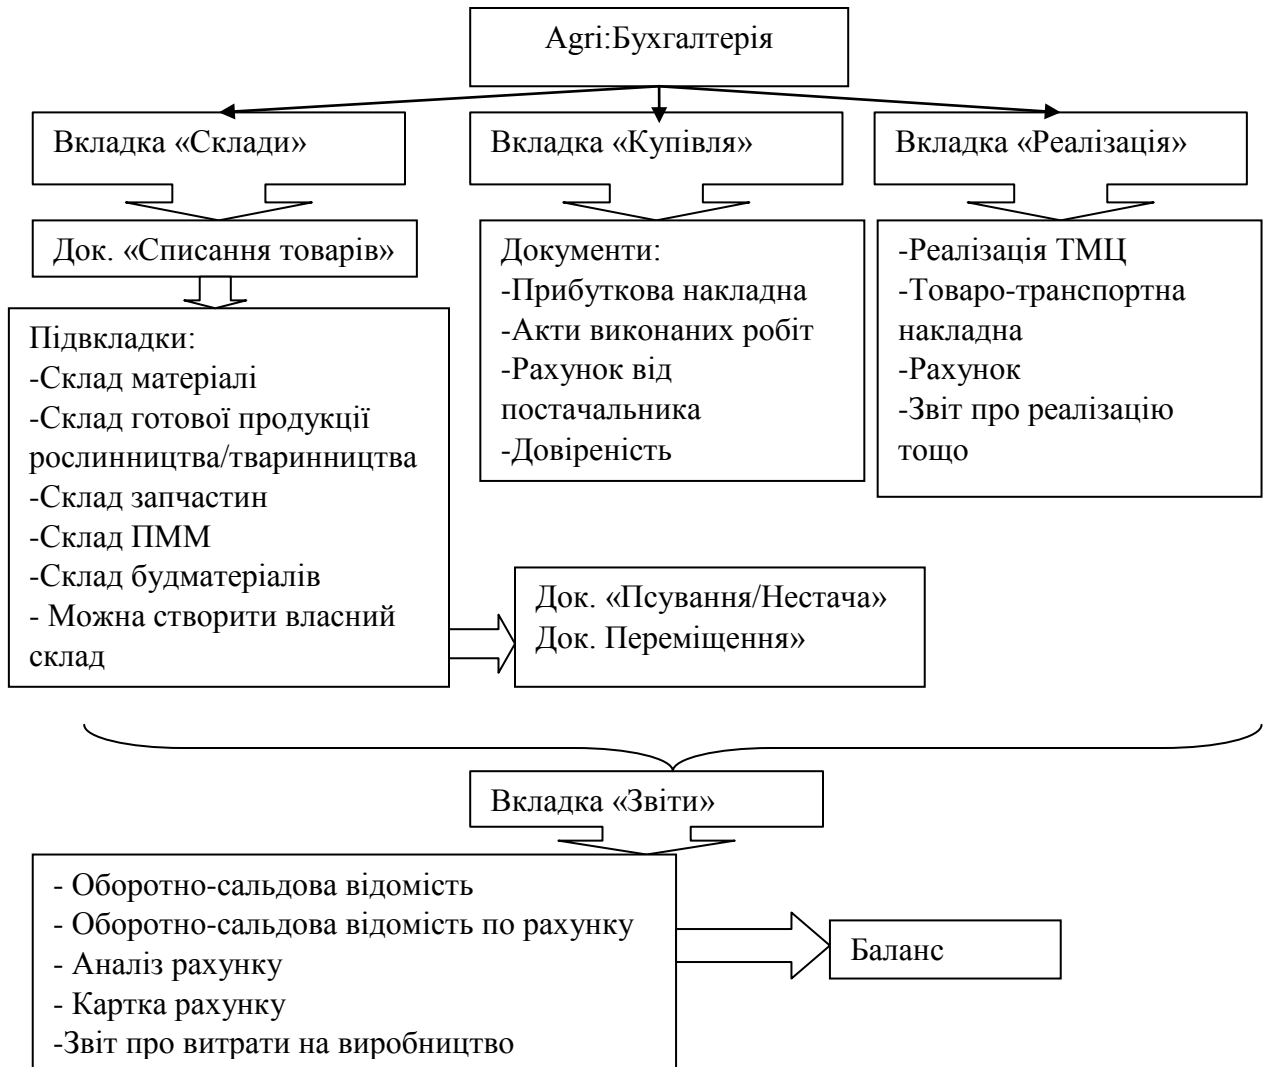 Agri:Бухгалтерія
Вкладка «Склади»
Вкладка «Купівля»
Вкладка «Реалізація»
Док. «Списання товарів»
Підвкладки:
-Склад матеріалі
-Склад готової продукції
рослинництва/тваринництва
-Склад запчастин
-Склад ПММ
-Склад будматеріалів
- Можна створити власний
склад
Документи:
-Прибуткова накладна
-Акти виконаних робіт
-Рахунок від
постачальника
-Довіреність
-Реалізація ТМЦ
-Товаро-транспортна
накладна
-Рахунок
-Звіт про реалізацію
тощо
Док. «Псування/Нестача»
Док. Переміщення»
Вкладка «Звіти»
- Оборотно-сальдова відомість
- Оборотно-сальдова відомість по рахунку
- Аналіз рахунку
- Картка рахунку
-Звіт про витрати на виробництво
Баланс